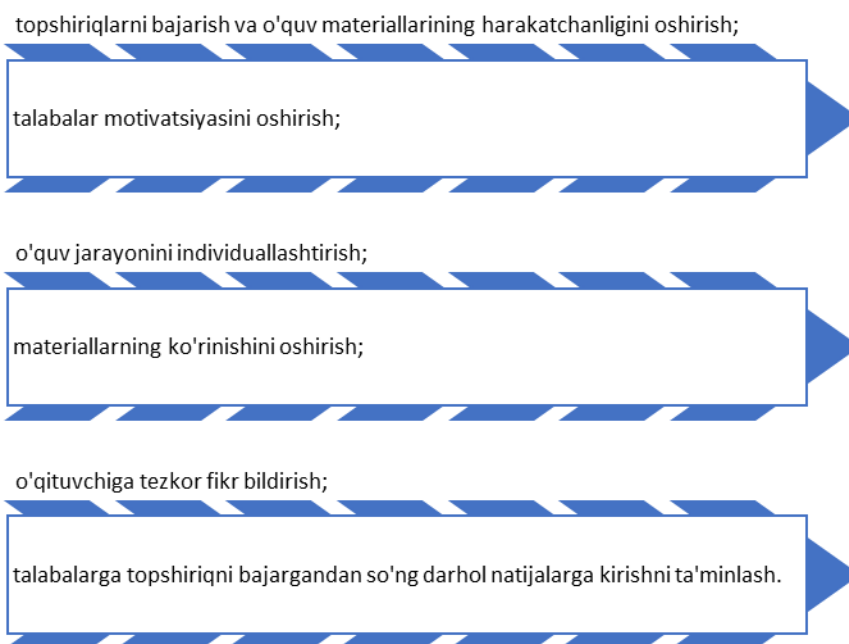 topshiriqlarni bajarish va o'quv materiallarining harakatchanligini oshirish;
talabalar motivatsiyasini oshirish;
o'quv jarayonini individuallashtirish;
materiallarning ko'rinishini oshirish;
o'qituvchiga tezkor fikr bildirish;
talabalarga topshiriqni bajargandan so'ng darhol natijalarga kirishni ta'minlash.